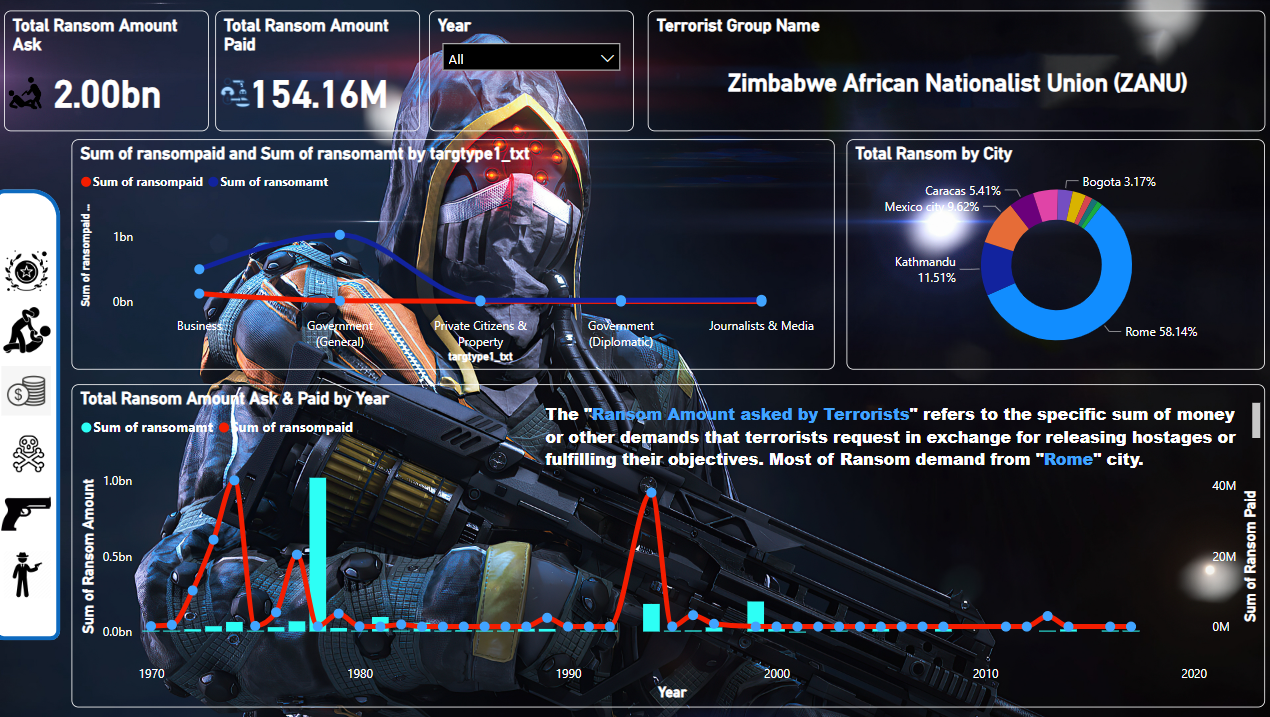 Total Ransom Amount
Ask
2.00bn
Total Ransom Amount
Paid
154.16M
Year
All
Terrorist Group Name
Zimbabwe African Nationalist Union (ZANU)
Sum of ransompaid and Sum of ransomamt by targtype1_txt
Sum of ransompaid
Sum of ransomamt
Sum of ransompaid ...
1bn
0bn
Business
Government
(General)
Private Citizens &
Property
Government
(Diplomatic)
Journalists & Media
targtype1_txt
Total Ransom by City
Bogota 3.17%
Caracas 5.41%
Mexico city 9.62%
Kathmandu
11.51%
Rome 58.14%
Total Ransom Amount Ask & Paid by Year
Sum of ransomamt
Sum of ransompaid
The "Ransom Amount asked by Terrorists" refers to the specific sum of money
or other demands that terrorists request in exchange for releasing hostages or
fulfilling their objectives. Most of Ransom demand from "Rome" city.
Sum of Ransom Amount
1.0bn
0.5bn
0.0bn
40M
20M
0M
Sum of Ransom Paid
1970
1980
1990
2000
2010
2020
Year